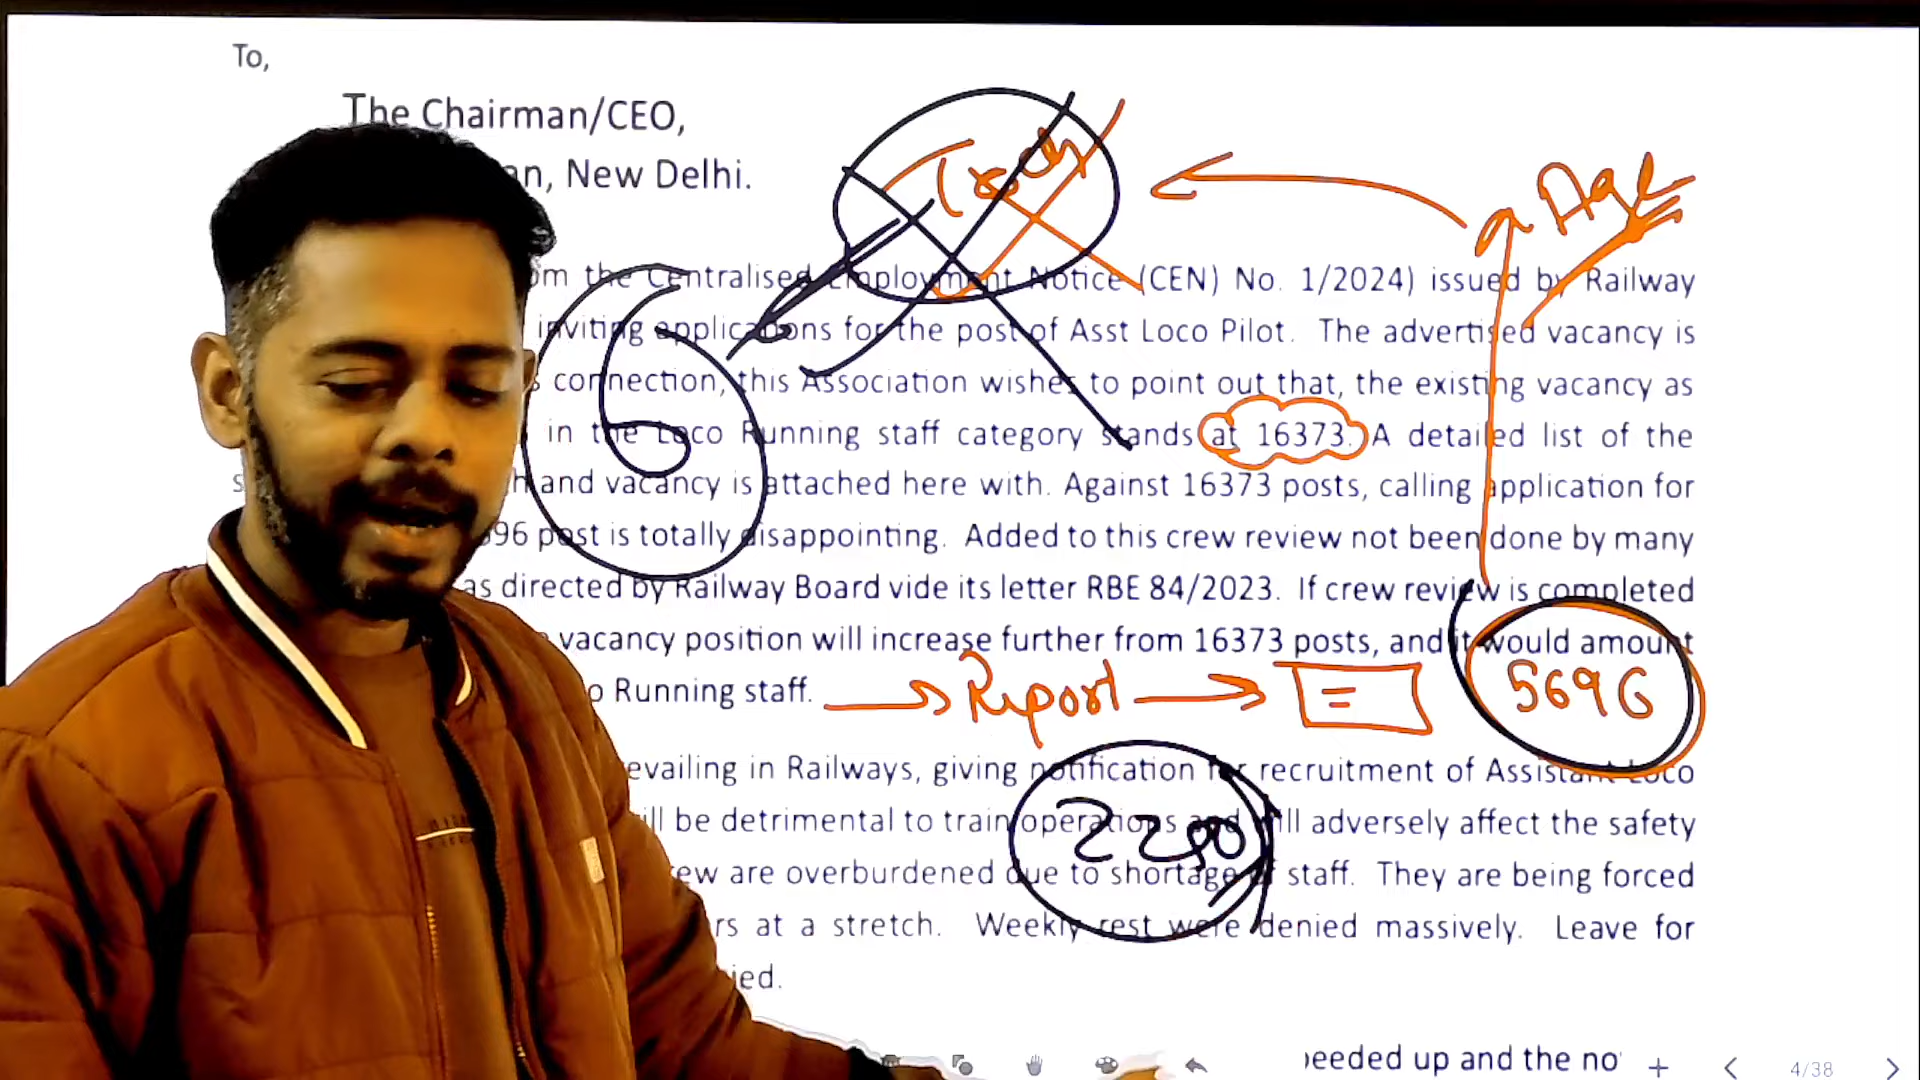 To,
The Chairman/CEO,
an, New Delhi.
Age
om the Centralised Employment Notice (CEN) No. 1/2024) issued by Railway
inviting applications for the post of Asst Loco Pilot. The advertised vacancy is
s connection, this Association wishes to point out that, the existing vacancy as
in the Loco Running staff category stands at 16373. A detailed list of the
s h and vacancy is attached here with. Against 16373 posts, calling application for
96 post is totally disappointing. Added to this crew review not been done by many
as directed by Railway Board vide its letter RBE 84/2023. If crew review is completed
vacancy position will increase further from 16373 posts, and it would amount
o Running staff.
Report
=
5696
evailing in Railways, giving notification for recruitment of Assistant Loco
ill be detrimental to train operations and will adversely affect the safety
ew are overburdened due to shortage of staff. They are being forced
rs at a stretch. Weekly rest were denied massively. Leave for
ied.
peeded up and the no
4/38